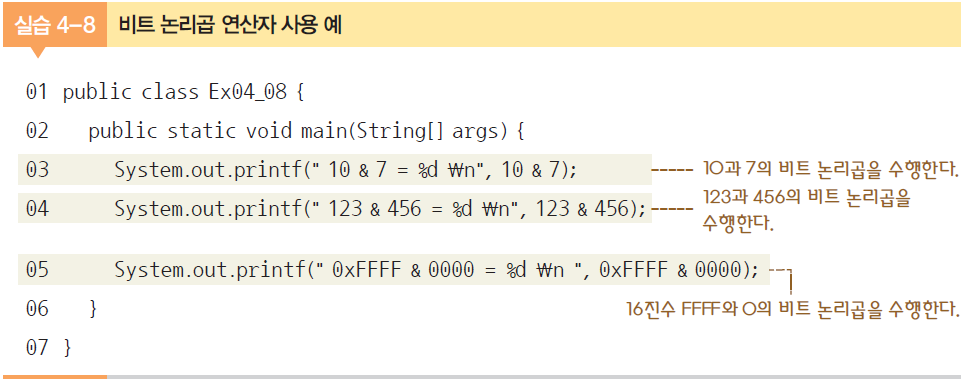 실습 4-8 비트 논리곱 연산자 사용 예
01 public class Ex04_08 {
02 public static void main(String[] args) {
03 System.out.printf(" 10 & 7 = %d ₩n", 10 & 7); 10과 7의 비트 논리곱을 수행한다.
04 System.out.printf(" 123 & 456 = %d ₩n", 123 & 456); 123과 456의 비트 논리곱을
수행한다.
05 System.out.printf(" 0xFFFF & 0000 = %d ₩n ", 0xFFFF & 0000);
06 } 16진수 FFFF와 0의 비트 논리곱을 수행한다.
07 }